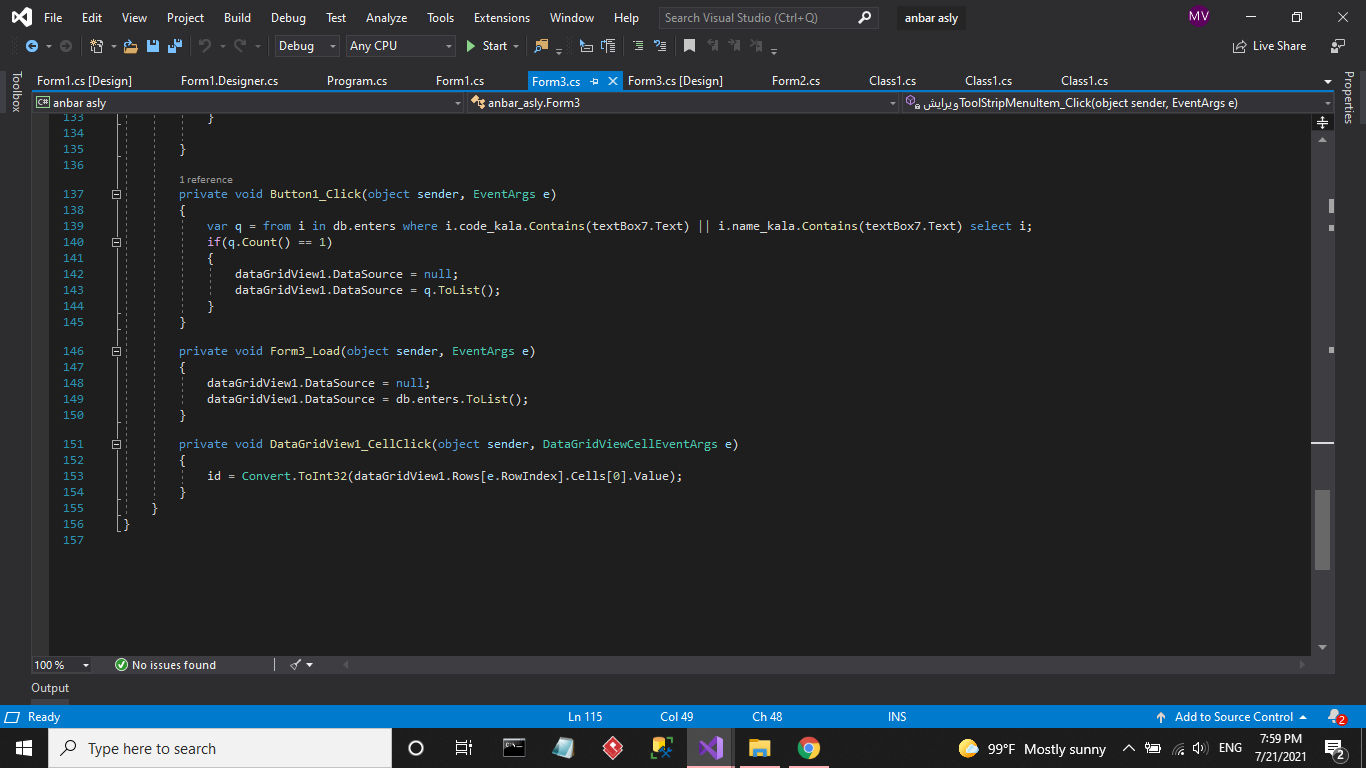 File Edit View Project Build Debug Test Analyze Tools Extensions Window Help Search Visual Studio (Ctrl+Q) anbar asly MV
Debug Any CPU Start Live Share
Form1.cs [Design] Form1.Designer.cs Program.cs Form1.cs Form3.cs Form3.cs [Design] Form2.cs Class1.cs Class1.cs Class1.cs
Toolbox
Properties
C# anbar asly anbar_asly.Form3 ویرایشToolStripMenuItem_Click(object sender, EventArgs e)
133 }
134
135 }
136
1 reference
137 private void Button1_Click(object sender, EventArgs e)
138 {
139 var q = from i in db.enters where i.code_kala.Contains(textBox7.Text) || i.name_kala.Contains(textBox7.Text) select i;
140 if(q.Count() == 1)
141 {
142 dataGridView1.DataSource = null;
143 dataGridView1.DataSource = q.ToList();
144 }
145 }
146 private void Form3_Load(object sender, EventArgs e)
147 {
148 dataGridView1.DataSource = null;
149 dataGridView1.DataSource = db.enters.ToList();
150 }
151 private void DataGridView1_CellClick(object sender, DataGridViewCellEventArgs e)
152 {
153 id = Convert.ToInt32(dataGridView1.Rows[e.RowIndex].Cells[0].Value);
154 }
155 }
156 }
157
100 % No issues found
Output
Ready Ln 115 Col 49 Ch 48 INS Add to Source Control 2
Type here to search 99°F Mostly sunny ENG 7:59 PM
7/21/2021 2